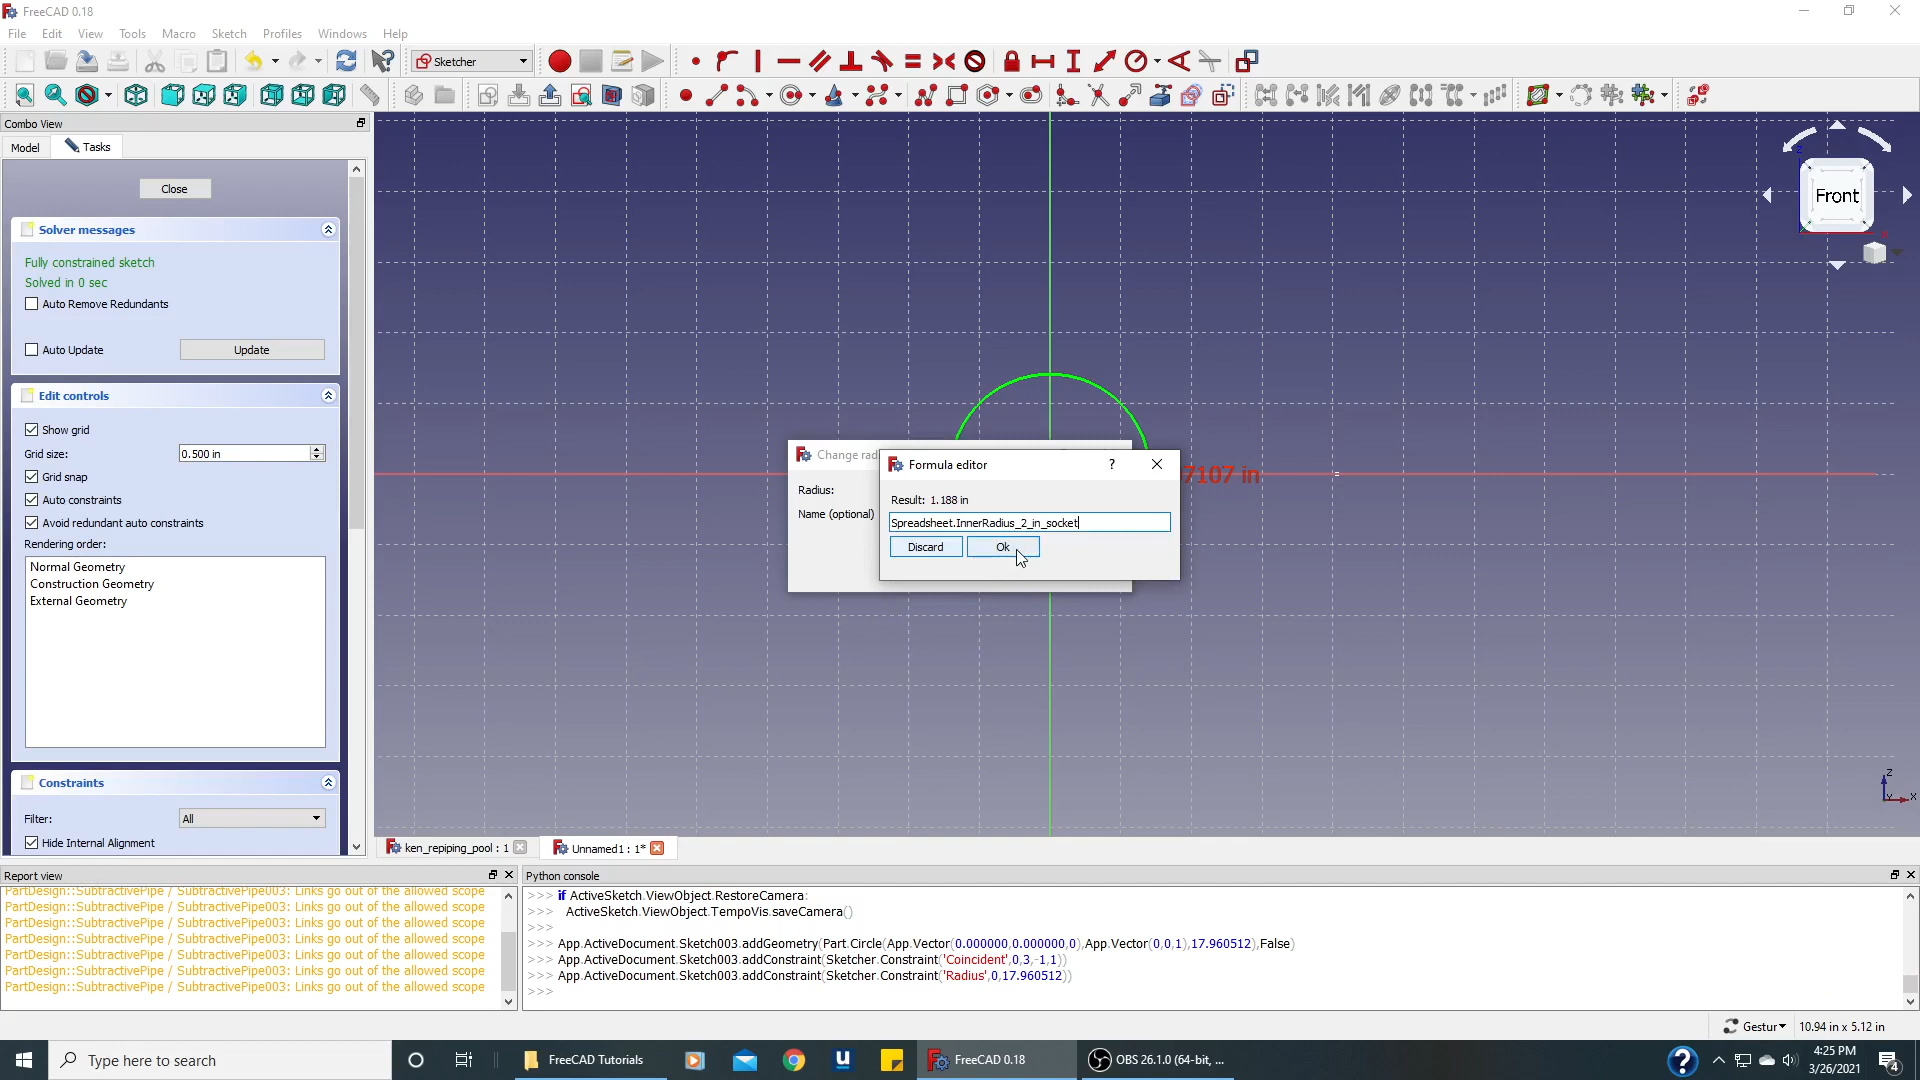 FreeCAD 0.18
File Edit View Tools Macro Sketch Profiles Windows Help
Sketcher
Combo View
Model Tasks
Close
Solver messages
Fully constrained sketch
Solved in 0 sec
Auto Remove Redundants
Auto Update Update
Edit controls
Show grid
Grid size: 0.500 in
Grid snap
Auto constraints
Avoid redundant auto constraints
Rendering order:
Normal Geometry
Construction Geometry
External Geometry
Constraints
Filter: All
Hide Internal Alignment
Front
Z
X
7107 in
Change rad
Radius:
Name (optional)
Formula editor ?
Result: 1.188 in
Spreadsheet.InnerRadius_2_in_socket
Discard Ok
Z
Y X
ken_repiping_pool : 1
Unnamed1 : 1*
Report view
PartDesign::SubtractivePipe / SubtractivePipe003: Links go out of the allowed scope
PartDesign::SubtractivePipe / SubtractivePipe003: Links go out of the allowed scope
PartDesign::SubtractivePipe / SubtractivePipe003: Links go out of the allowed scope
PartDesign::SubtractivePipe / SubtractivePipe003: Links go out of the allowed scope
PartDesign::SubtractivePipe / SubtractivePipe003: Links go out of the allowed scope
PartDesign::SubtractivePipe / SubtractivePipe003: Links go out of the allowed scope
PartDesign::SubtractivePipe / SubtractivePipe003: Links go out of the allowed scope
Python console
>>> if ActiveSketch.ViewObject.RestoreCamera:
>>>   ActiveSketch.ViewObject.TempoVis.saveCamera()
>>>
>>> App.ActiveDocument.Sketch003.addGeometry(Part.Circle(App.Vector(0.000000,0.000000,0),App.Vector(0,0,1),17.960512),False)
>>> App.ActiveDocument.Sketch003.addConstraint(Sketcher.Constraint('Coincident',0,3,-1,1))
>>> App.ActiveDocument.Sketch003.addConstraint(Sketcher.Constraint('Radius',0,17.960512))
>>>
Gestur 10.94 in x 5.12 in
Type here to search
FreeCAD Tutorials
FreeCAD 0.18
OBS 26.1.0 (64-bit, ...
4:25 PM
3/26/2021
4